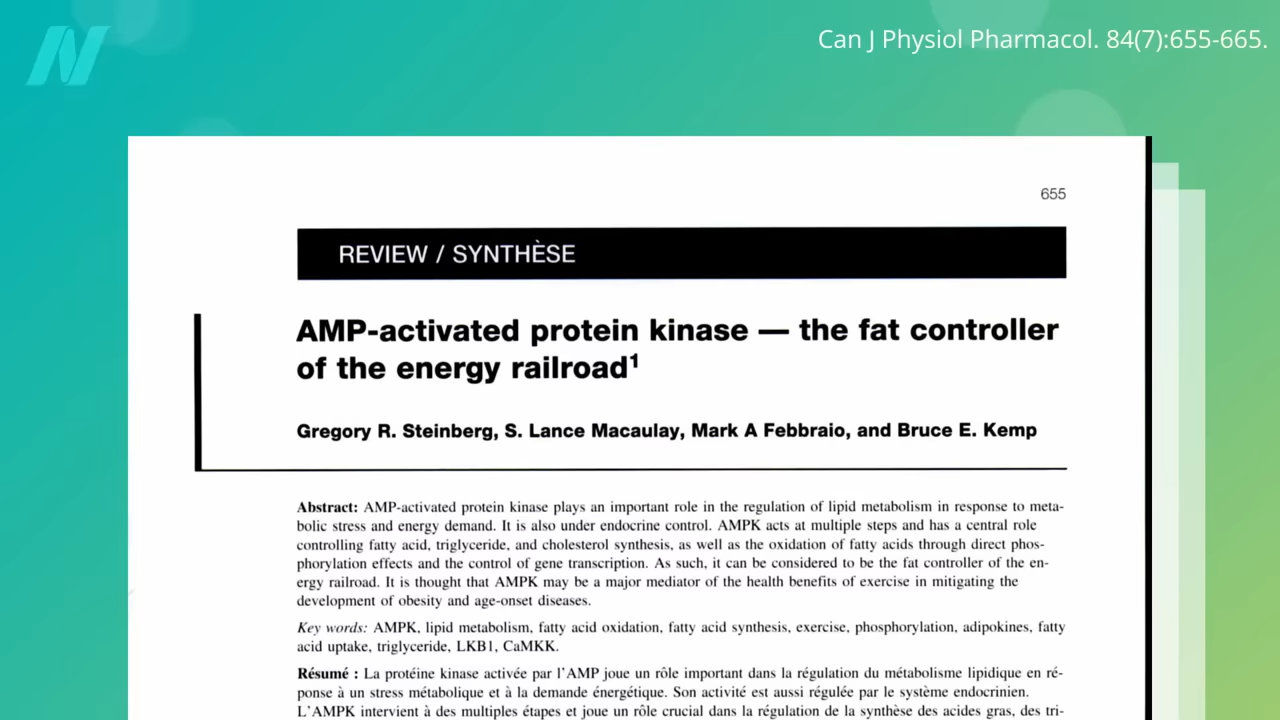 Can J Physiol Pharmacol. 84(7):655-665.
655
REVIEW / SYNTHÈSE
AMP-activated protein kinase — the fat controller
of the energy railroad1
Gregory R. Steinberg, S. Lance Macaulay, Mark A Febbraio, and Bruce E. Kemp
Abstract: AMP-activated protein kinase plays an important role in the regulation of lipid metabolism in response to meta-
bolic stress and energy demand. It is also under endocrine control. AMPK acts at multiple steps and has a central role
controlling fatty acid, triglyceride, and cholesterol synthesis, as well as the oxidation of fatty acids through direct phos-
phorylation effects and the control of gene transcription. As such, it can be considered to be the fat controller of the en-
ergy railroad. It is thought that AMPK may be a major mediator of the health benefits of exercise in mitigating the
development of obesity and age-onset diseases.
Key words: AMPK, lipid metabolism, fatty acid oxidation, fatty acid synthesis, exercise, phosphorylation, adipokines, fatty
acid uptake, triglyceride, LKB1, CaMKK.
Résumé : La protéine kinase activée par l'AMP joue un rôle important dans la régulation du métabolisme lipidique en ré-
ponse à un stress métabolique et à la demande énergétique. Son activité est aussi régulée par le système endocrinien.
L'AMPK intervient à des multiples étapes et joue un rôle crucial dans la régulation de la synthèse des acides gras, des tri-